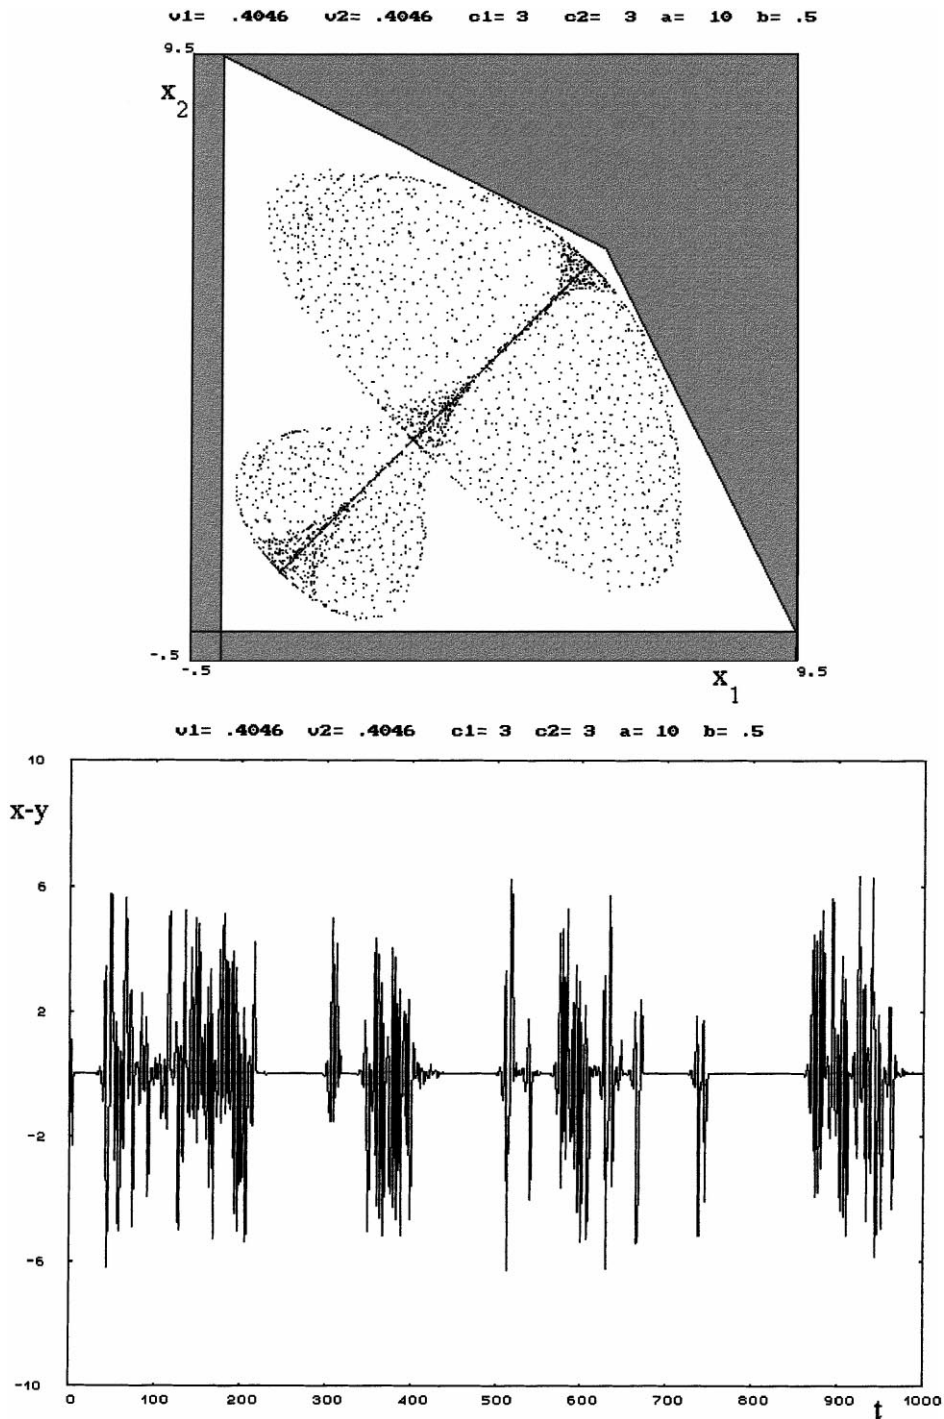 v1= .4046 v2= .4046 c1= 3 c2= 3 a= 10 b= .5
9.5
x2
-.5
-.5
9.5
x1
v1= .4046 v2= .4046 c1= 3 c2= 3 a= 10 b= .5
10
x-y
6
2
-2
-6
-10
0 100 200 300 400 500 600 700 800 900 1000
t